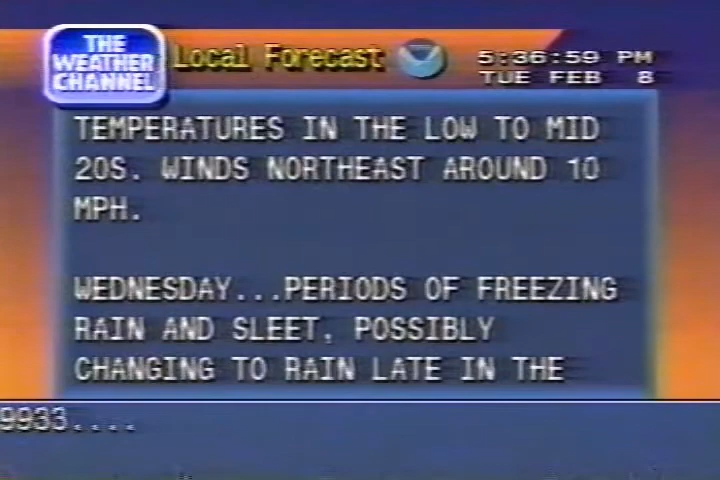 THE
WEATHER
CHANNEL
Local Forecast
5:36:59 PM
TUE FEB 8
TEMPERATURES IN THE LOW TO MID
20S. WINDS NORTHEAST AROUND 10
MPH.
WEDNESDAY...PERIODS OF FREEZING
RAIN AND SLEET, POSSIBLY
CHANGING TO RAIN LATE IN THE
9933....